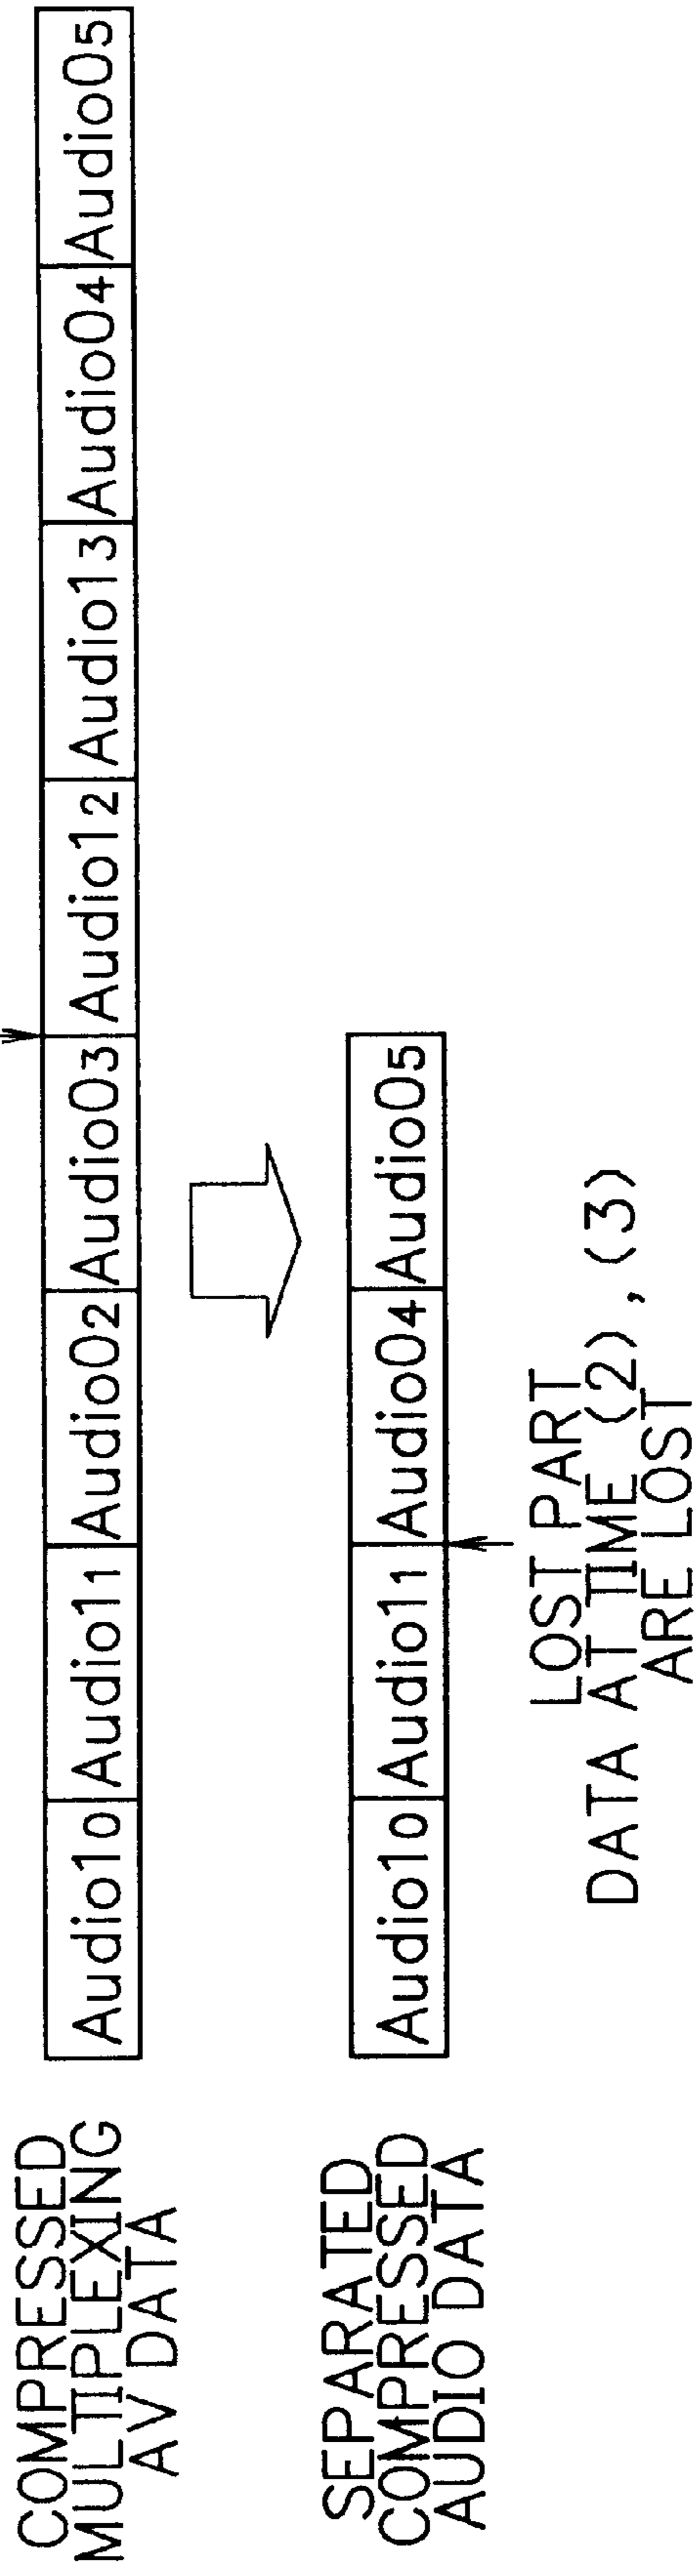 COMPRESSED
MULTIPLEXING
AV DATA
Audio10 Audio11 Audio02 Audio03 Audio12 Audio13 Audio04 Audio05
SEPARATED
COMPRESSED
AUDIO DATA
Audio10 Audio11 Audio04 Audio05
LOST PART
DATA AT TIME (2), (3)
ARE LOST